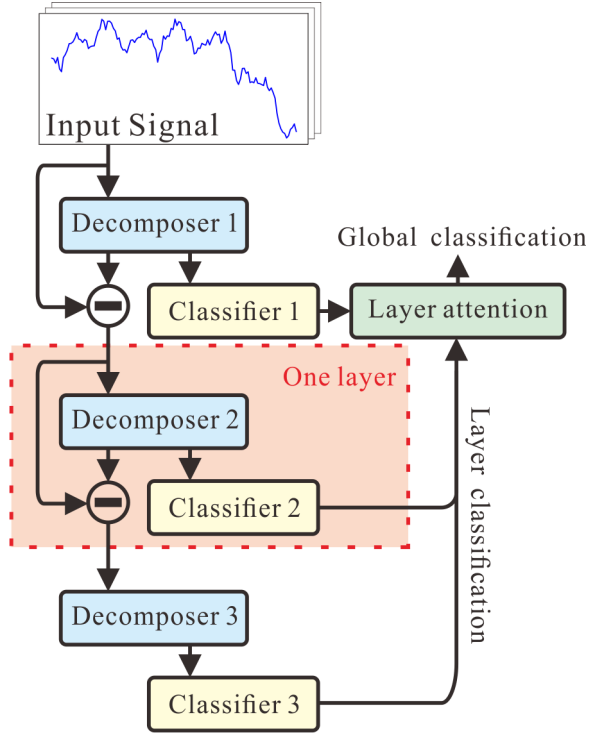 Input Signal
Decomposer 1
Global classification
Classifier 1
Layer attention
One layer
Decomposer 2
Classifier 2
Layer classification
Decomposer 3
Classifier 3